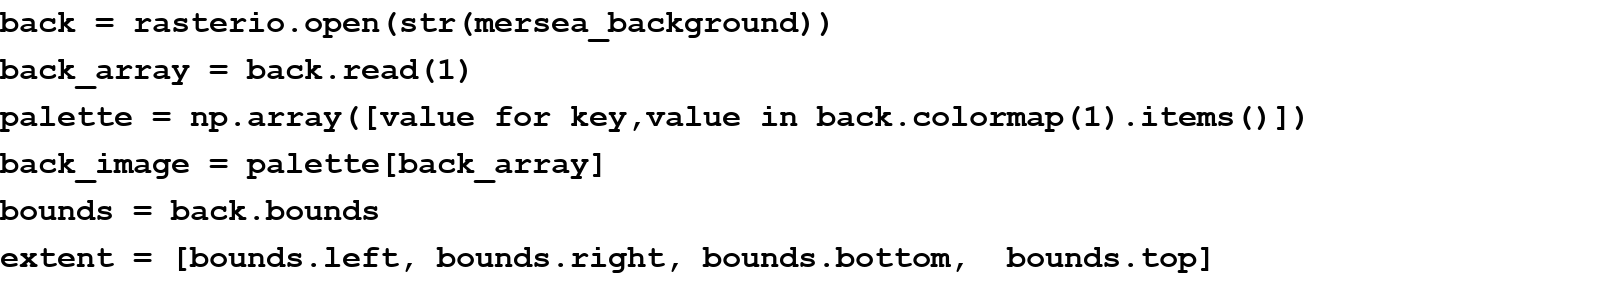 back = rasterio.open(str(mersea_background))
back_array = back.read(1)
palette = np.array([value for key,value in back.colormap(1).items()])
back_image = palette[back_array]
bounds = back.bounds
extent = [bounds.left, bounds.right, bounds.bottom,  bounds.top]